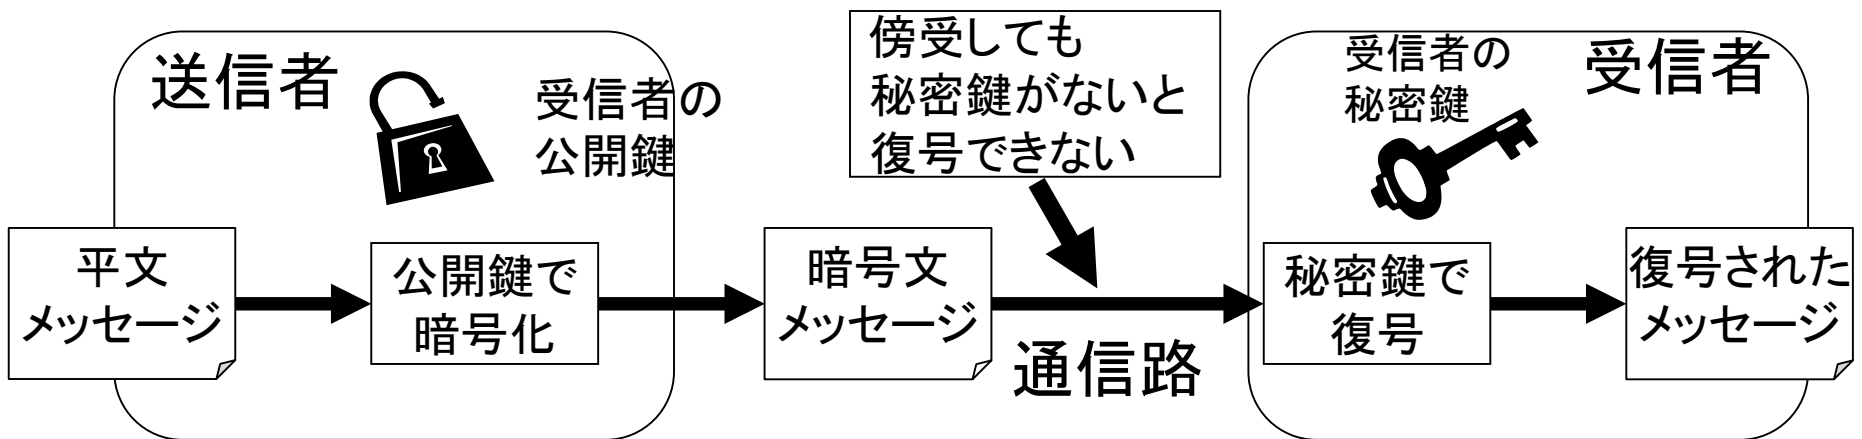 送信者
受信者の
公開鍵
傍受しても
秘密鍵がないと
復号できない
受信者の
秘密鍵
受信者
平文
メッセージ
公開鍵で
暗号化
暗号文
メッセージ
通信路
秘密鍵で
復号
復号された
メッセージ